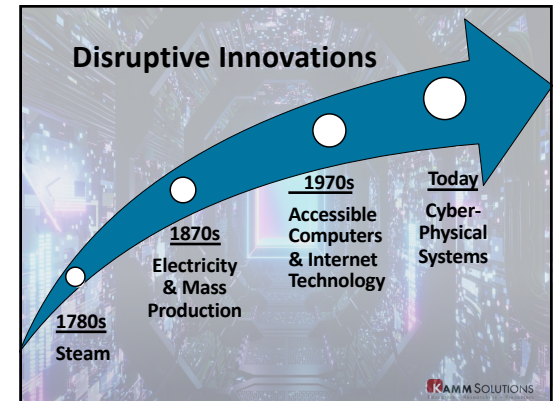 Disruptive Innovations
1780s
Steam
1870s
Electricity
& Mass
Production
1970s
Accessible
Computers
& Internet
Technology
Today
Cyber-
Physical
Systems
KAMM SOLUTIONS